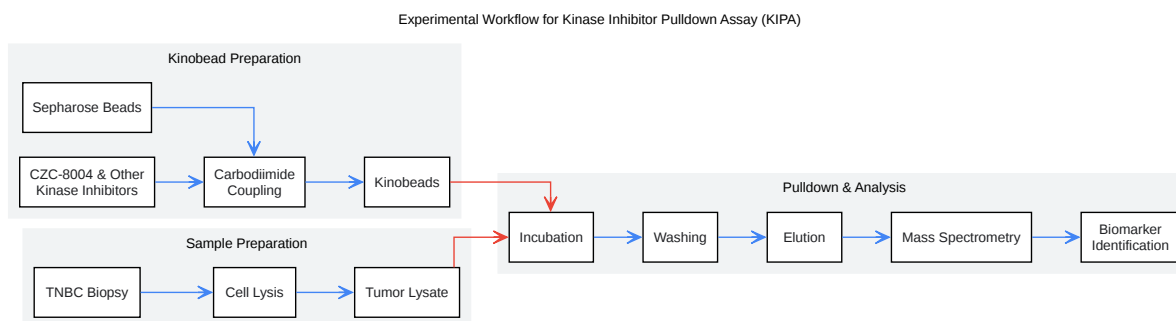 Experimental Workflow for Kinase Inhibitor Pulldown Assay (KIPA)
Kinobead Preparation
Sepharose Beads
CZC-8004 & Other
Kinase Inhibitors
Carbodiimide
Coupling
Kinobeads
Sample Preparation
TNBC Biopsy
Cell Lysis
Tumor Lysate
Pulldown & Analysis
Incubation
Washing
Elution
Mass Spectrometry
Biomarker
Identification